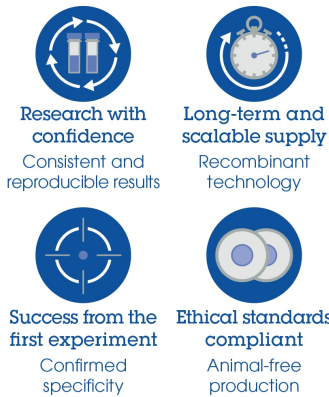 Research with
confidence
Consistent and
reproducible results
Long-term and
scalable supply
Recombinant
technology
Success from the
first experiment
Confirmed
specificity
Ethical standards
compliant
Animal-free
production